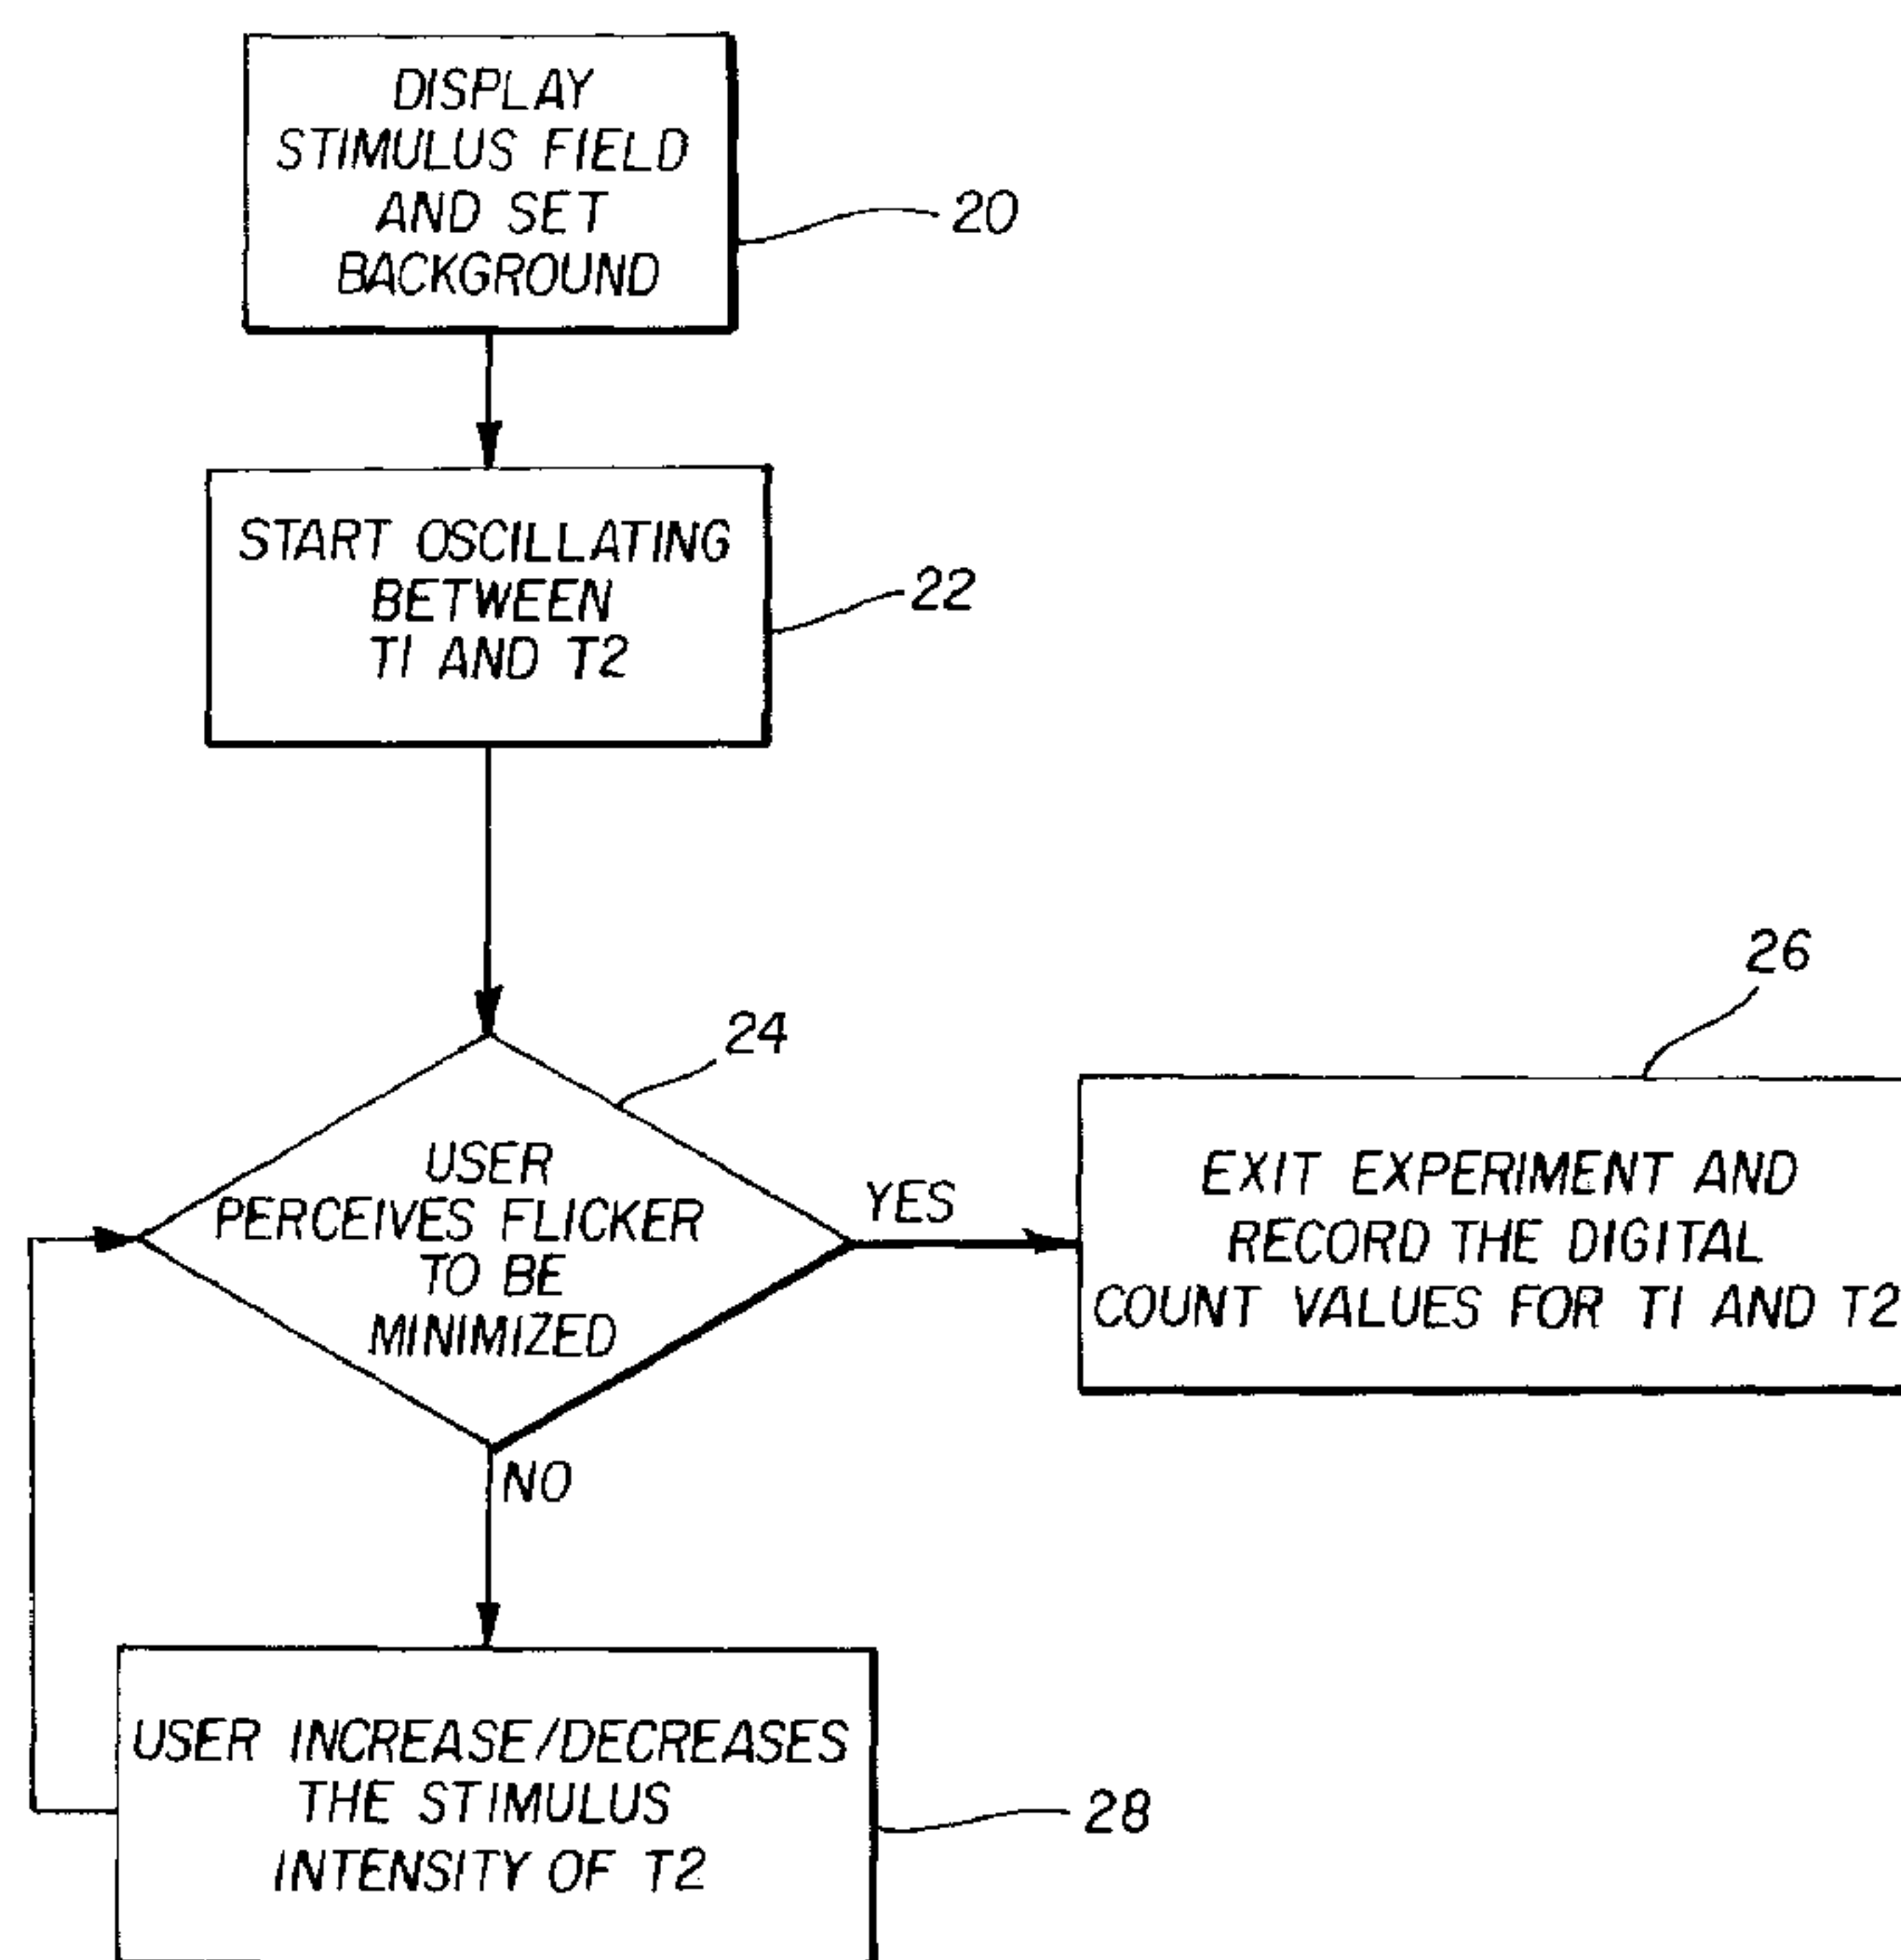 DISPLAY
STIMULUS FIELD
AND SET
BACKGROUND
20
START OSCILLATING
BETWEEN
T1 AND T2
22
24
USER
PERCEIVES FLICKER
TO BE
MINIMIZED
YES
26
EXIT EXPERIMENT AND
RECORD THE DIGITAL
COUNT VALUES FOR T1 AND T2
NO
USER INCREASE/DECREASES
THE STIMULUS
INTENSITY OF T2
28